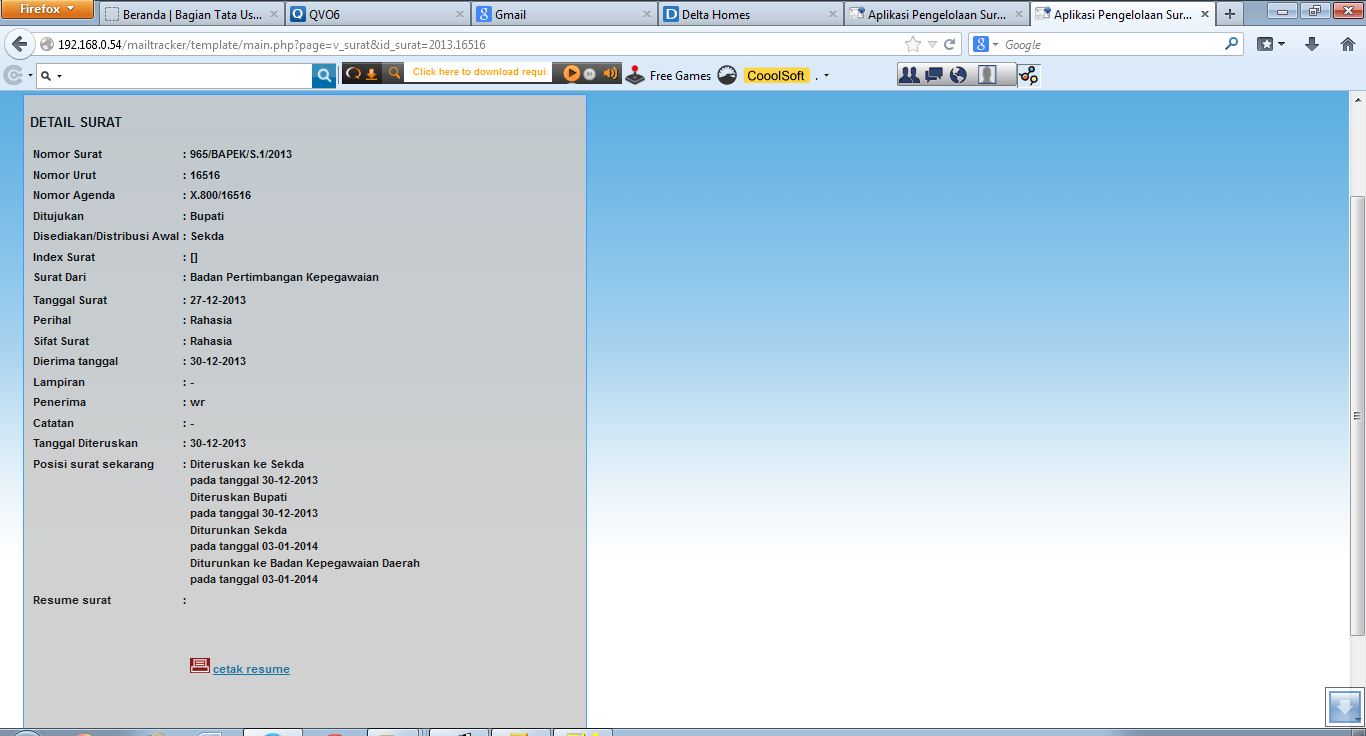 Firefox
Beranda | Bagian Tata Us...
QVO6
Gmail
Delta Homes
Aplikasi Pengelolaan Sur...
Aplikasi Pengelolaan Sur...
192.168.0.54/mailtracker/template/main.php?page=v_surat&id_surat=2013.16516
Google
Click here to download requi
Free Games
CooolSoft
DETAIL SURAT
Nomor Surat : 965/BAPEK/S.1/2013
Nomor Urut : 16516
Nomor Agenda : X.800/16516
Ditujukan : Bupati
Disediakan/Distribusi Awal : Sekda
Index Surat : []
Surat Dari : Badan Pertimbangan Kepegawaian
Tanggal Surat : 27-12-2013
Perihal : Rahasia
Sifat Surat : Rahasia
Dierima tanggal : 30-12-2013
Lampiran : -
Penerima : wr
Catatan : -
Tanggal Diteruskan : 30-12-2013
Posisi surat sekarang : Diteruskan ke Sekda
pada tanggal 30-12-2013
Diteruskan Bupati
pada tanggal 30-12-2013
Diturunkan Sekda
pada tanggal 03-01-2014
Diturunkan ke Badan Kepegawaian Daerah
pada tanggal 03-01-2014
Resume surat :
cetak resume